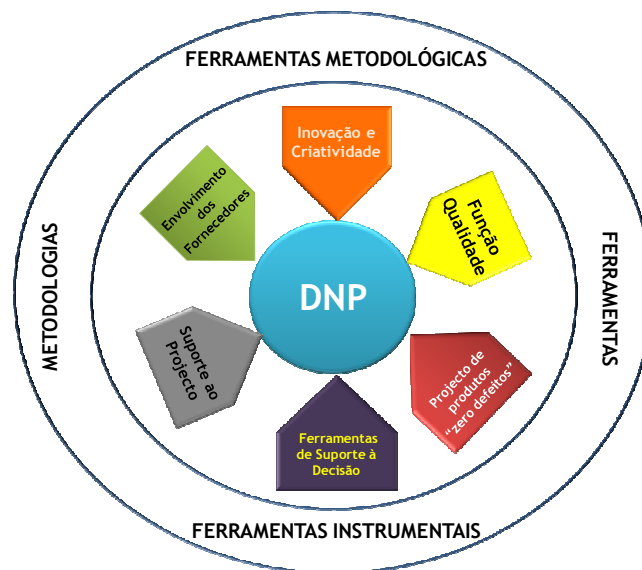 FERRAMENTAS METODOLÓGICAS
Inovação e
Criatividade
Envolvimento
dos
Fornecedores
Função
Qualidade
METODOLOGIAS
DNP
FERRAMENTAS
Suporte ao
Projecto
Projecto de
produtos
“zero defeitos”
Ferramentas
de Suporte à
Decisão
FERRAMENTAS INSTRUMENTAIS